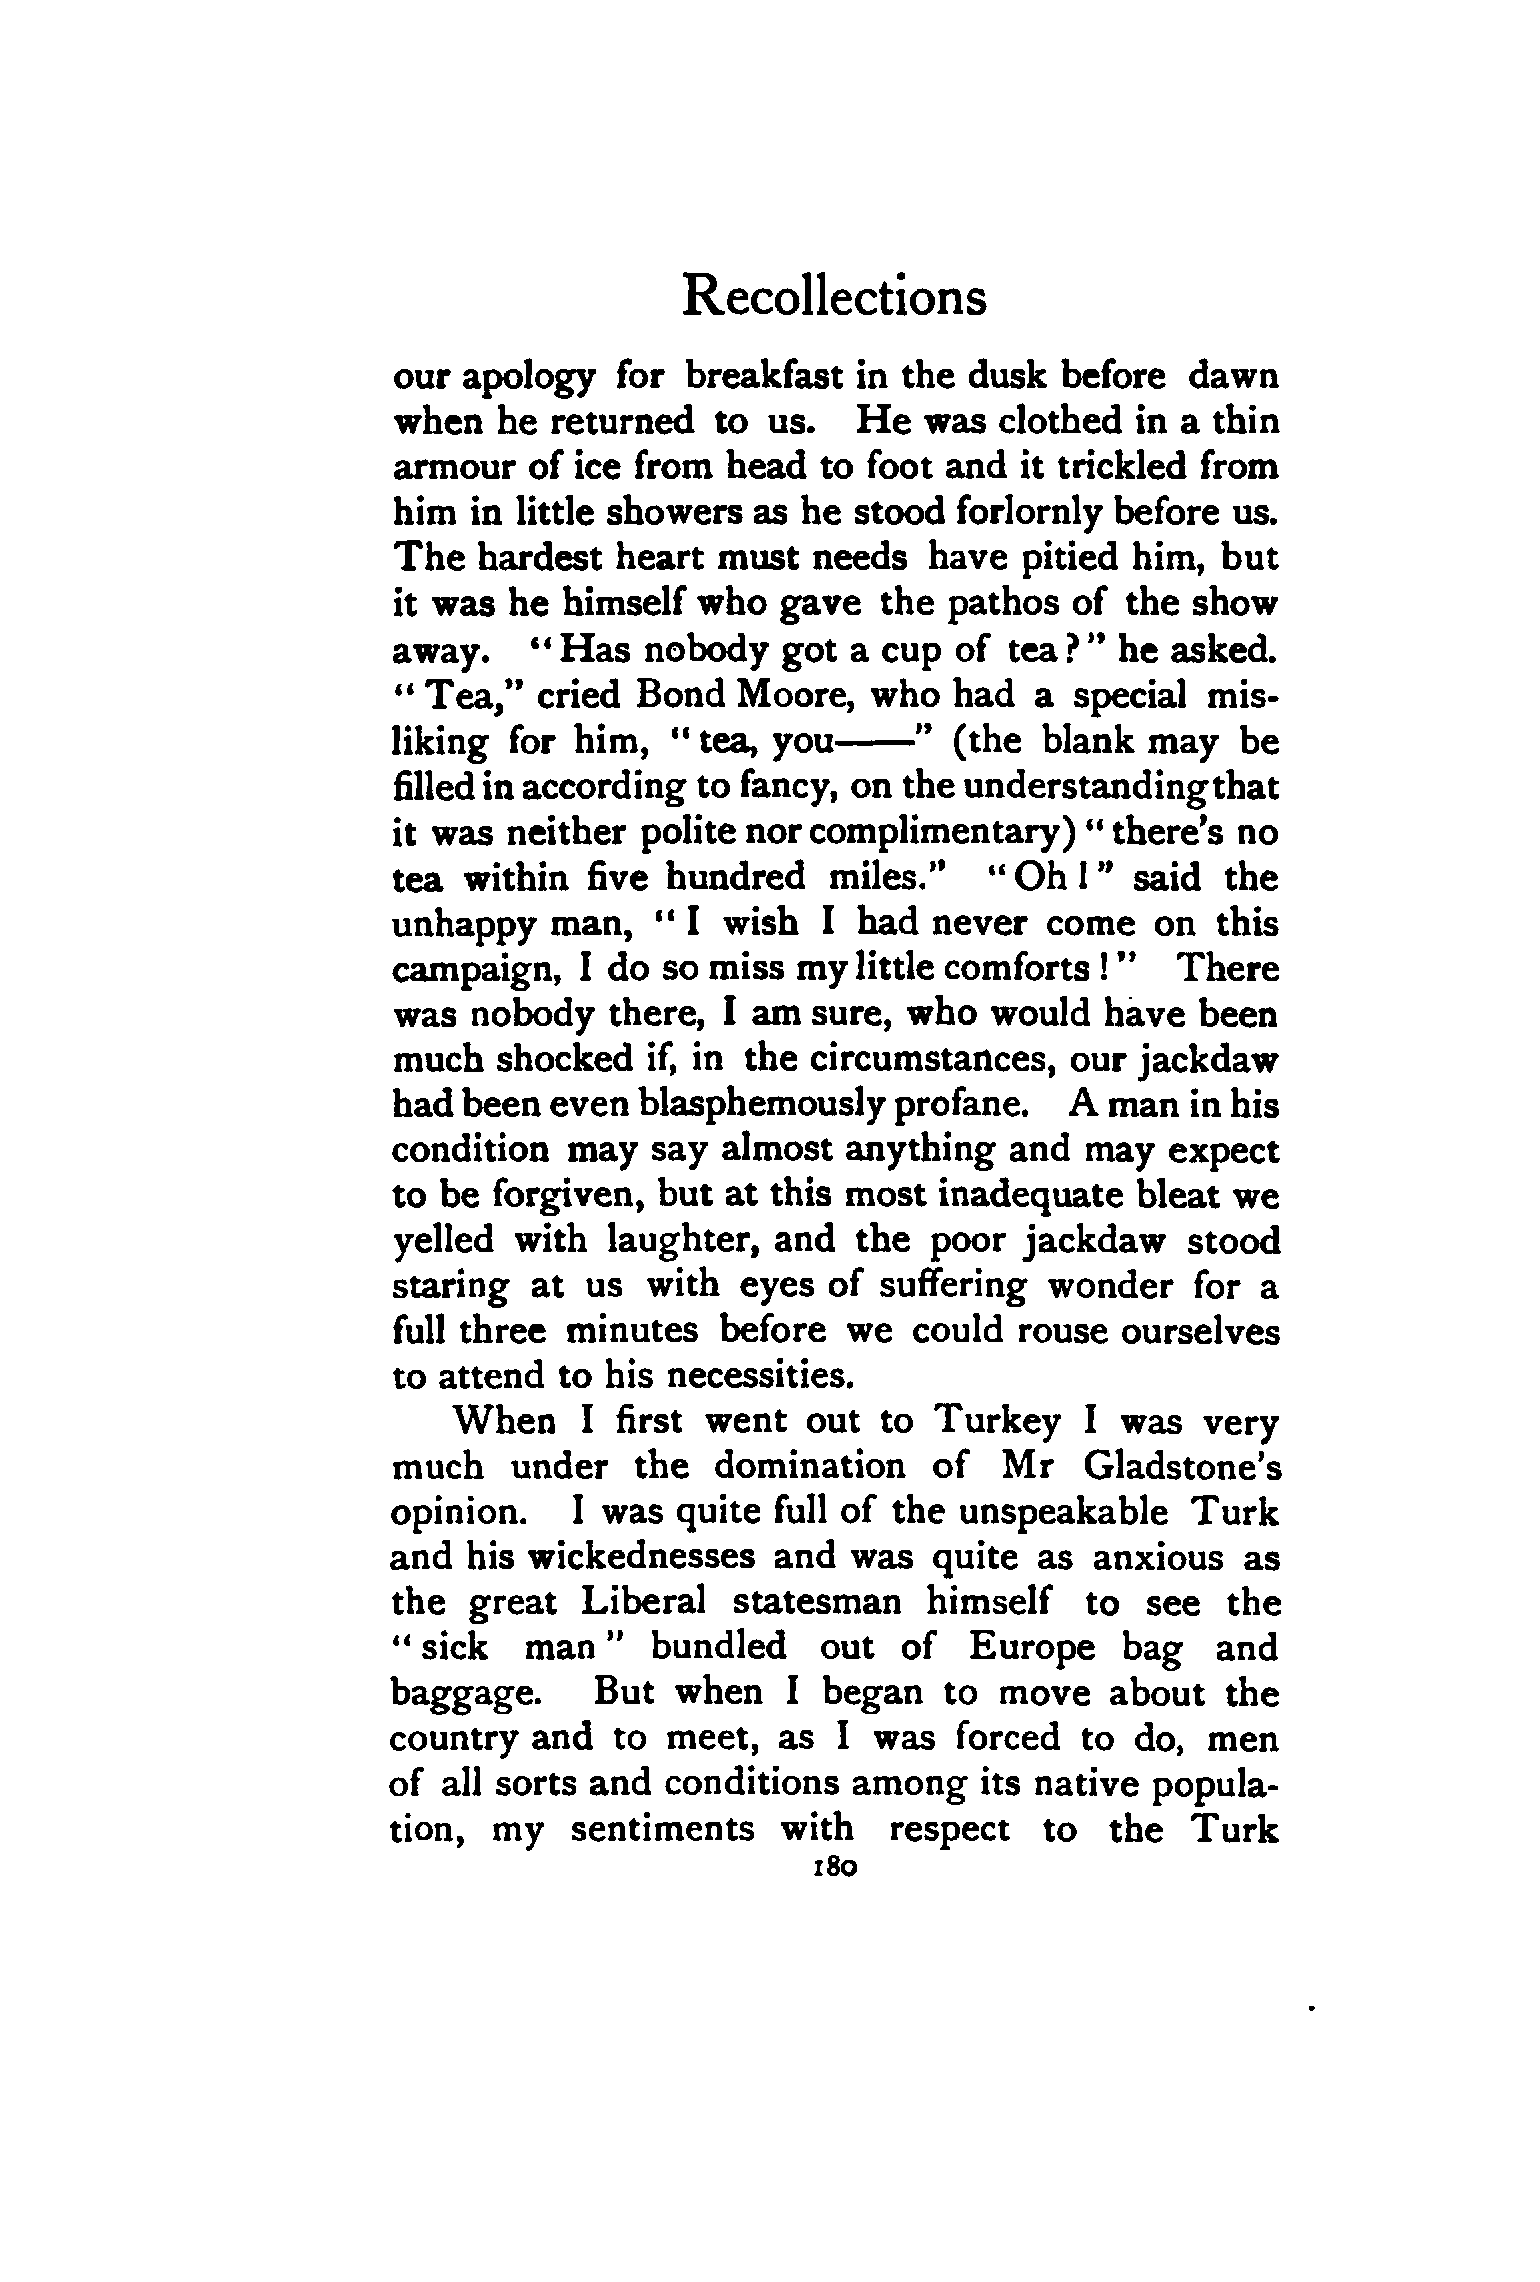 Recollections
our apology for breakfast in the dusk before dawn
when he returned to us. He was clothed in a thin
armour of ice from head to foot and it trickled from
him in little showers as he stood forlornly before us.
The hardest heart must needs have pitied him, but
it was he himself who gave the pathos of the show
away. "Has nobody got a cup of tea?" he asked.
"Tea," cried Bond Moore, who had a special mis-
liking for him, "tea, you——" (the blank may be
filled in according to fancy, on the understanding that
it was neither polite nor complimentary) "there's no
tea within five hundred miles." "Oh!" said the
unhappy man, "I wish I had never come on this
campaign, I do so miss my little comforts!" There
was nobody there, I am sure, who would have been
much shocked if, in the circumstances, our jackdaw
had been even blasphemously profane. A man in his
condition may say almost anything and may expect
to be forgiven, but at this most inadequate bleat we
yelled with laughter, and the poor jackdaw stood
staring at us with eyes of suffering wonder for a
full three minutes before we could rouse ourselves
to attend to his necessities.
When I first went out to Turkey I was very
much under the domination of Mr Gladstone's
opinion. I was quite full of the unspeakable Turk
and his wickednesses and was quite as anxious as
the great Liberal statesman himself to see the
"sick man" bundled out of Europe bag and
baggage. But when I began to move about the
country and to meet, as I was forced to do, men
of all sorts and conditions among its native popula-
tion, my sentiments with respect to the Turk
180